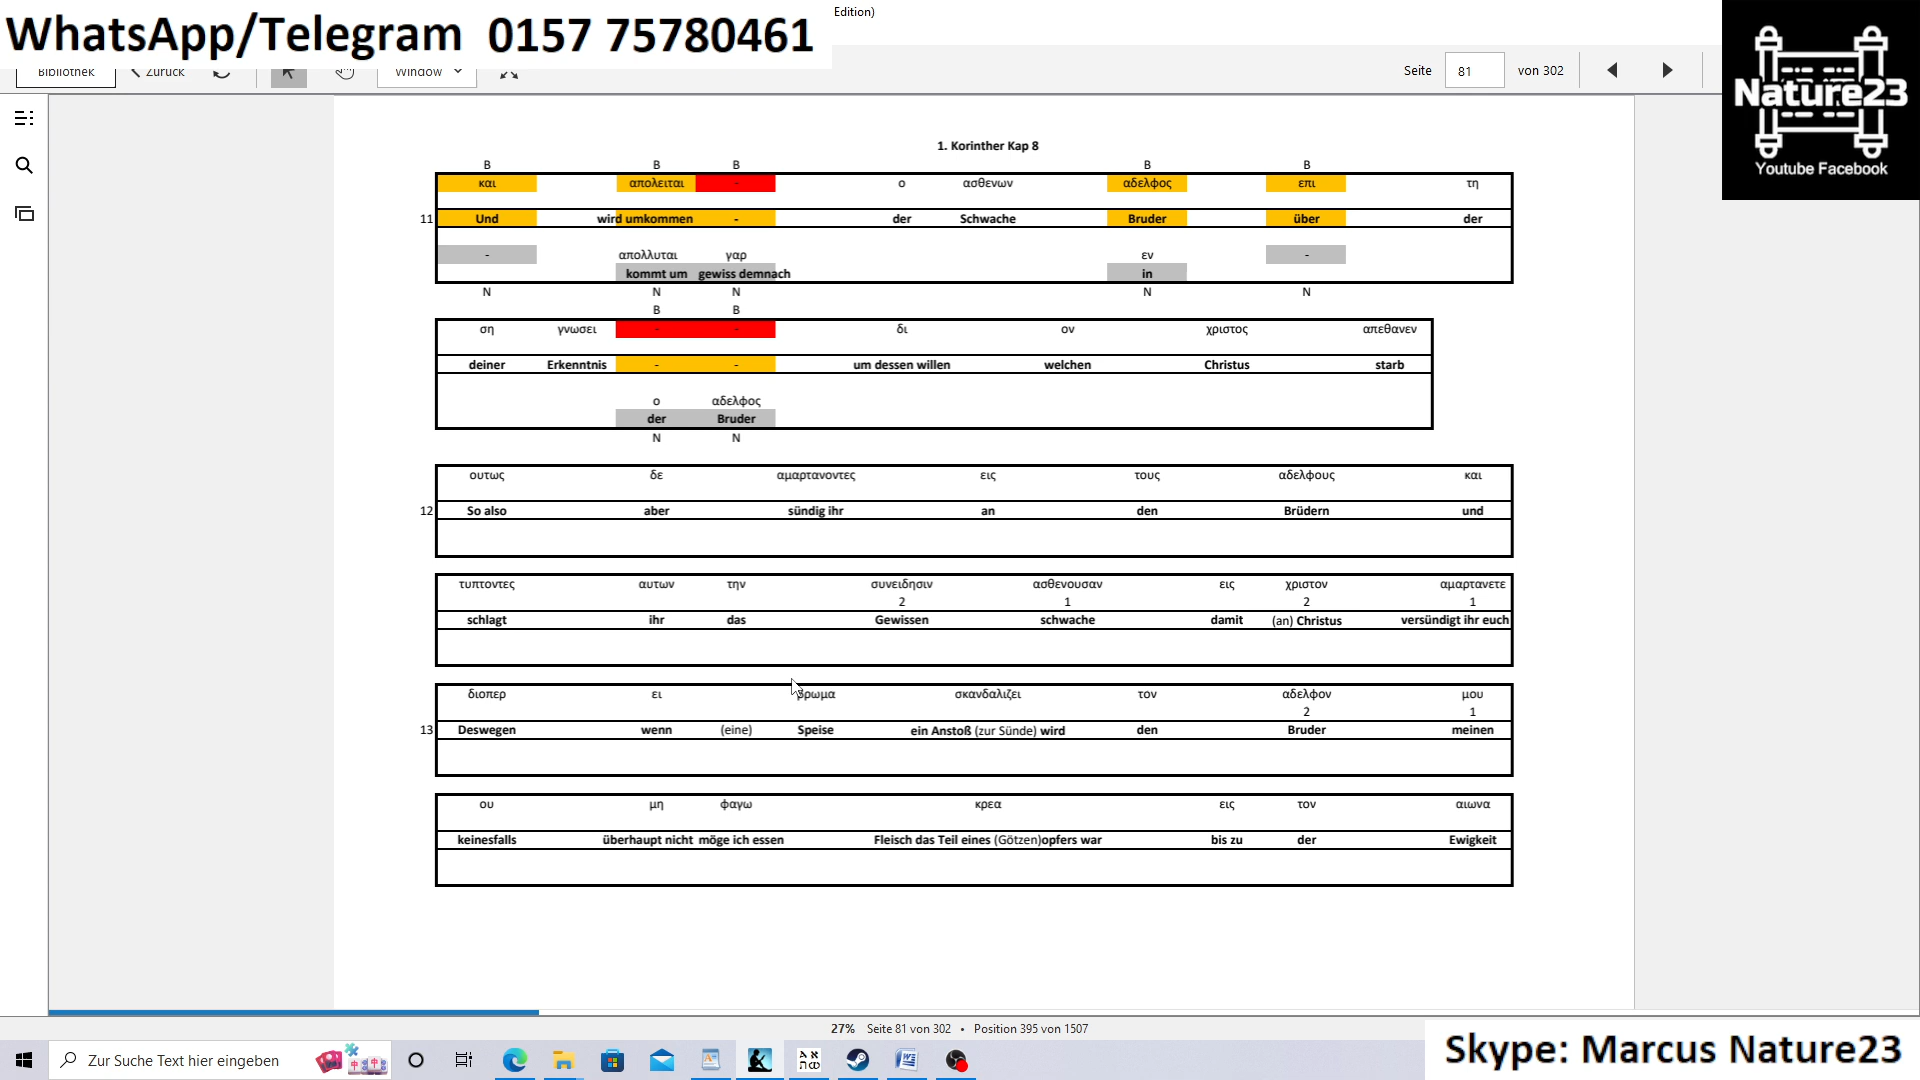 WhatsApp/Telegram 0157 75780461
Edition)
Bibliothek Zurück Window Seite 81 von 302
Nature23
Youtube Facebook
1. Korinther Kap 8
B B B B B
και απολειται - ο ασθενων αδελφος επι τη
11 Und wird umkommen - der Schwache Bruder über der
- απολλυται γαρ εν -
kommt um gewiss demnach in
N N N N N
B B
ση γνωσει - - δι ον χριστος απεθανεν
deiner Erkenntnis - - um dessen willen welchen Christus starb
ο αδελφος
der Bruder
N N
ουτως δε αμαρτανοντες εις τους αδελφους και
12 So also aber sündig ihr an den Brüdern und
τυπτοντες αυτων την συνειδησιν ασθενουσαν εις χριστον αμαρτανετε
2 1 2 1
schlagt ihr das Gewissen schwache damit (an) Christus versündigt ihr euch
διοπερ ει βρωμα σκανδαλιζει τον αδελφον μου
2 1
13 Deswegen wenn (eine) Speise ein Anstoß (zur Sünde) wird den Bruder meinen
ου μη φαγω κρεα εις τον αιωνα
keinesfalls überhaupt nicht möge ich essen Fleisch das Teil eines (Götzen)opfers war bis zu der Ewigkeit
27% Seite 81 von 302 • Position 395 von 1507
Zur Suche Text hier eingeben
Skype: Marcus Nature23